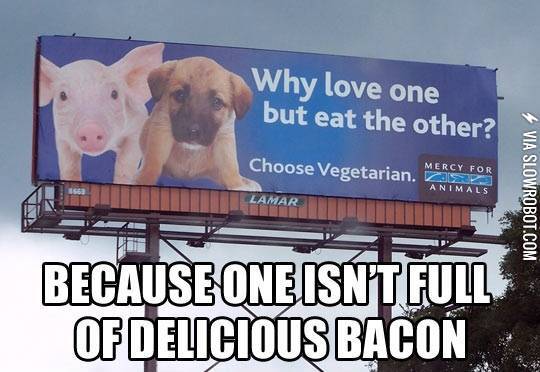 Why love one
but eat the other?
Choose Vegetarian.
MERCY FOR
ANIMALS
8663
LAMAR
BECAUSE ONE ISN'T FULL
OF DELICIOUS BACON
VIA SLOWROBOT.COM